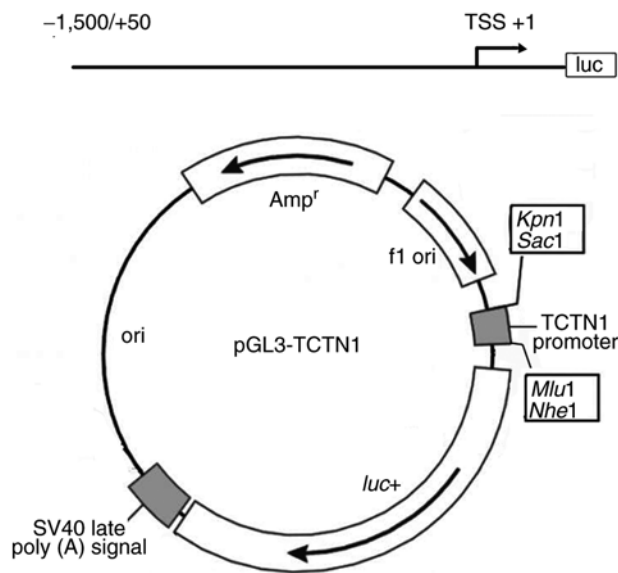 −1,500/+50
TSS +1
luc
Ampʳ
f1 ori
Kpn1
Sac1
TCTN1
promoter
ori
pGL3-TCTN1
Mlu1
Nhe1
luc+
SV40 late
poly (A) signal